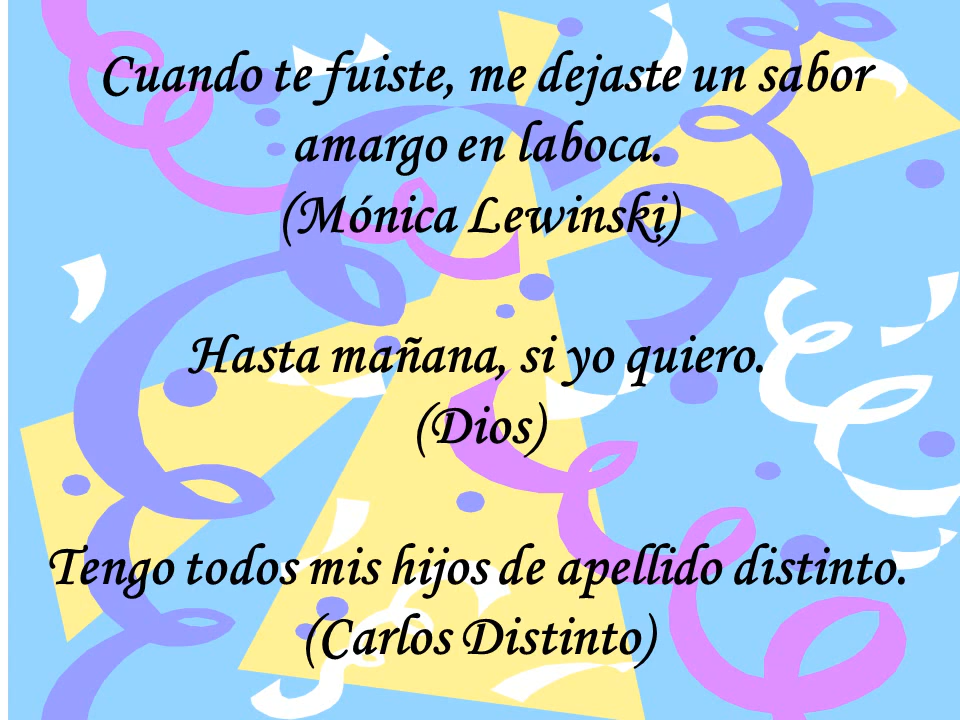 Cuando te fuiste, me dejaste un sabor
amargo en laboca.
(Mónica Lewinski)
Hasta mañana, si yo quiero.
(Dios)
Tengo todos mis hijos de apellido distinto.
(Carlos Distinto)